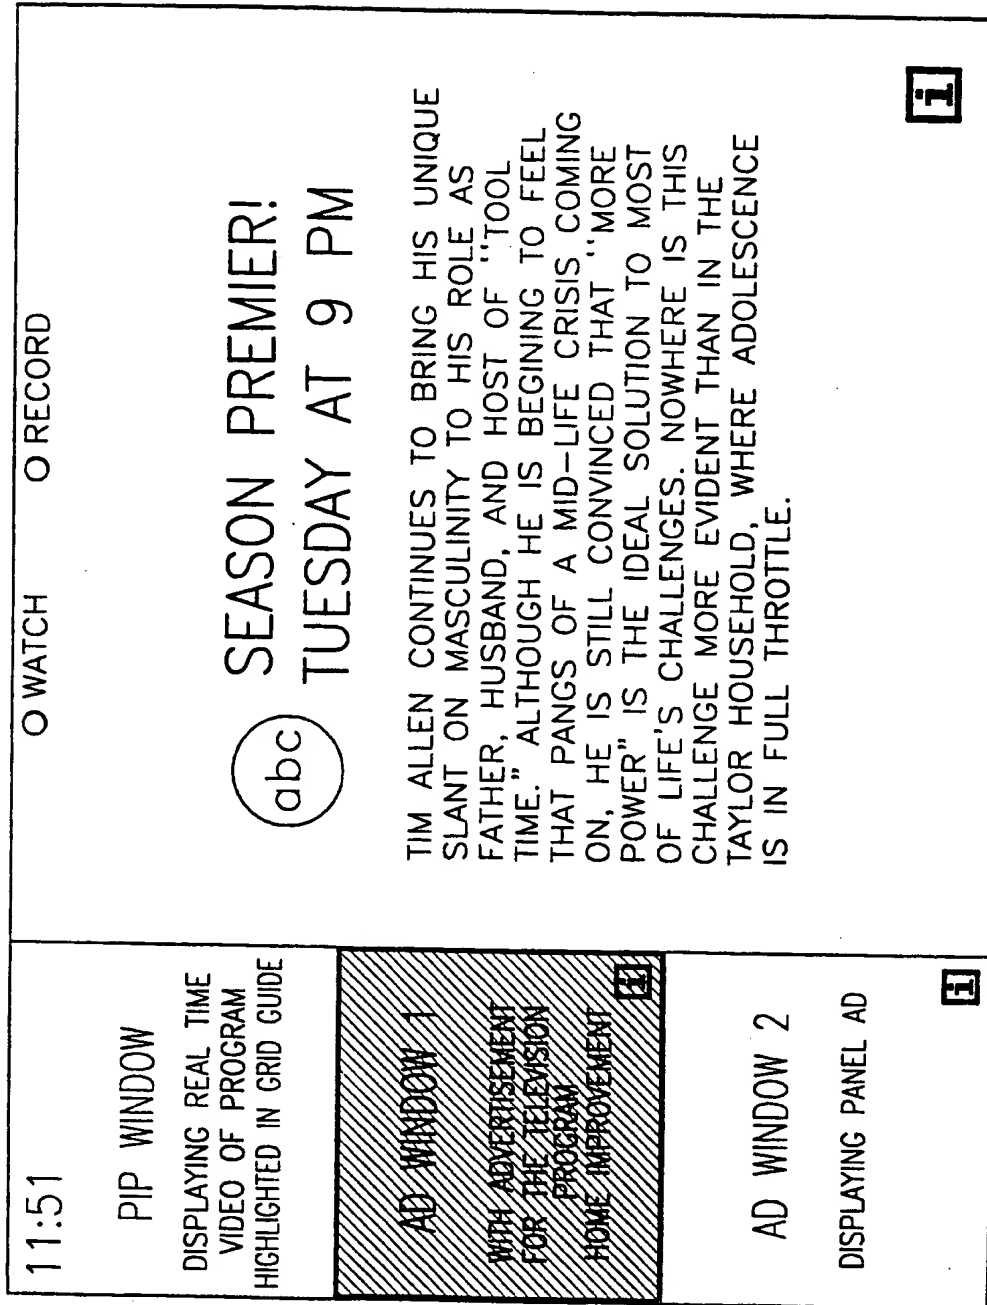 11:51
PIP WINDOW
DISPLAYING REAL TIME
VIDEO OF PROGRAM
HIGHLIGHTED IN GRID GUIDE
AD WINDOW 1
WITH ADVERTISEMENT
FOR THE TELEVISION
PROGRAM
HOME IMPROVEMENT
i
AD WINDOW 2
DISPLAYING PANEL AD
i
O WATCH O RECORD
abc
SEASON PREMIER!
TUESDAY AT 9 PM
TIM ALLEN CONTINUES TO BRING HIS UNIQUE
SLANT ON MASCULINITY TO HIS ROLE AS
FATHER, HUSBAND, AND HOST OF "TOOL
TIME." ALTHOUGH HE IS BEGINING TO FEEL
THAT PANGS OF A MID-LIFE CRISIS COMING
ON, HE IS STILL CONVINCED THAT "MORE
POWER" IS THE IDEAL SOLUTION TO MOST
OF LIFE'S CHALLENGES. NOWHERE IS THIS
CHALLENGE MORE EVIDENT THAN IN THE
TAYLOR HOUSEHOLD, WHERE ADOLESCENCE
IS IN FULL THROTTLE.
i